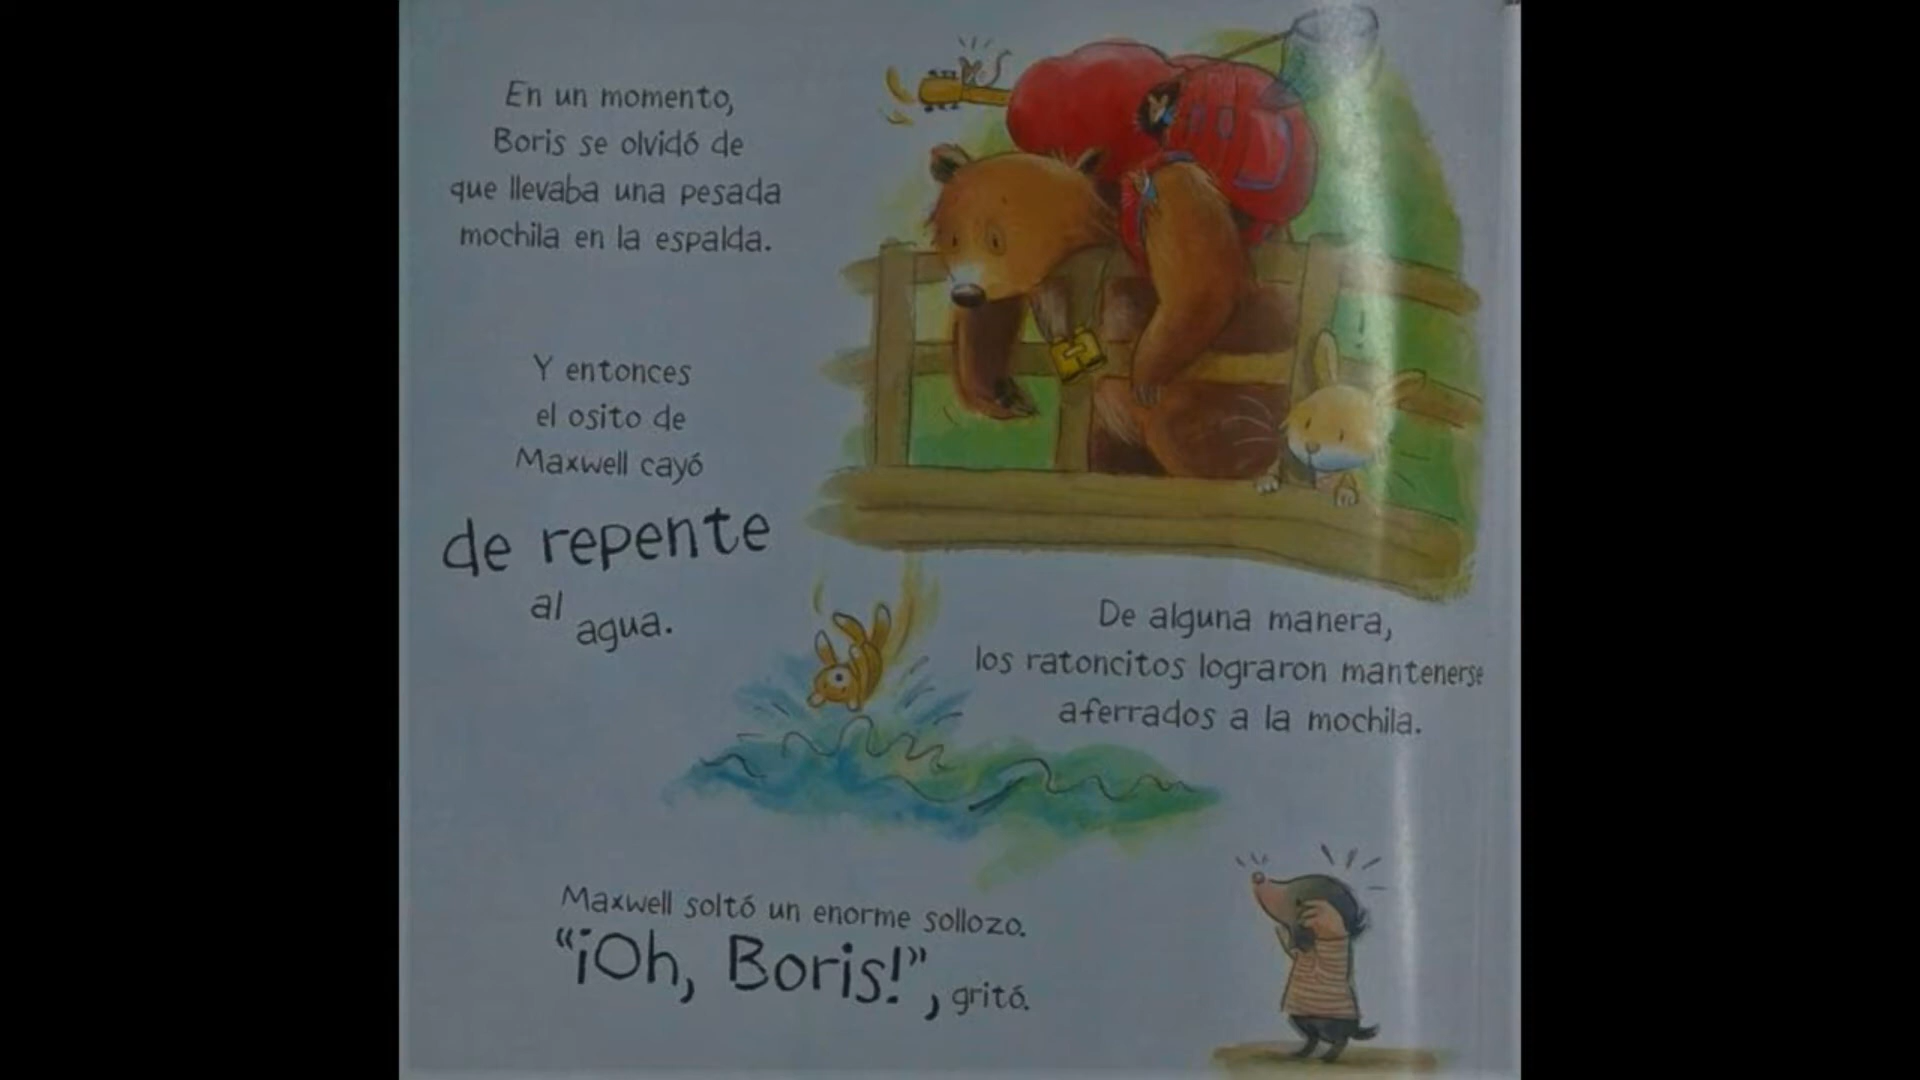 En un momento,
Boris se olvidó de
que llevaba una pesada
mochila en la espalda.
Y entonces
el osito de
Maxwell cayó
de repente
al agua.
De alguna manera,
los ratoncitos lograron mantenerse
aferrados a la mochila.
Maxwell soltó un enorme sollozo.
“¡Oh, Boris!”, gritó.